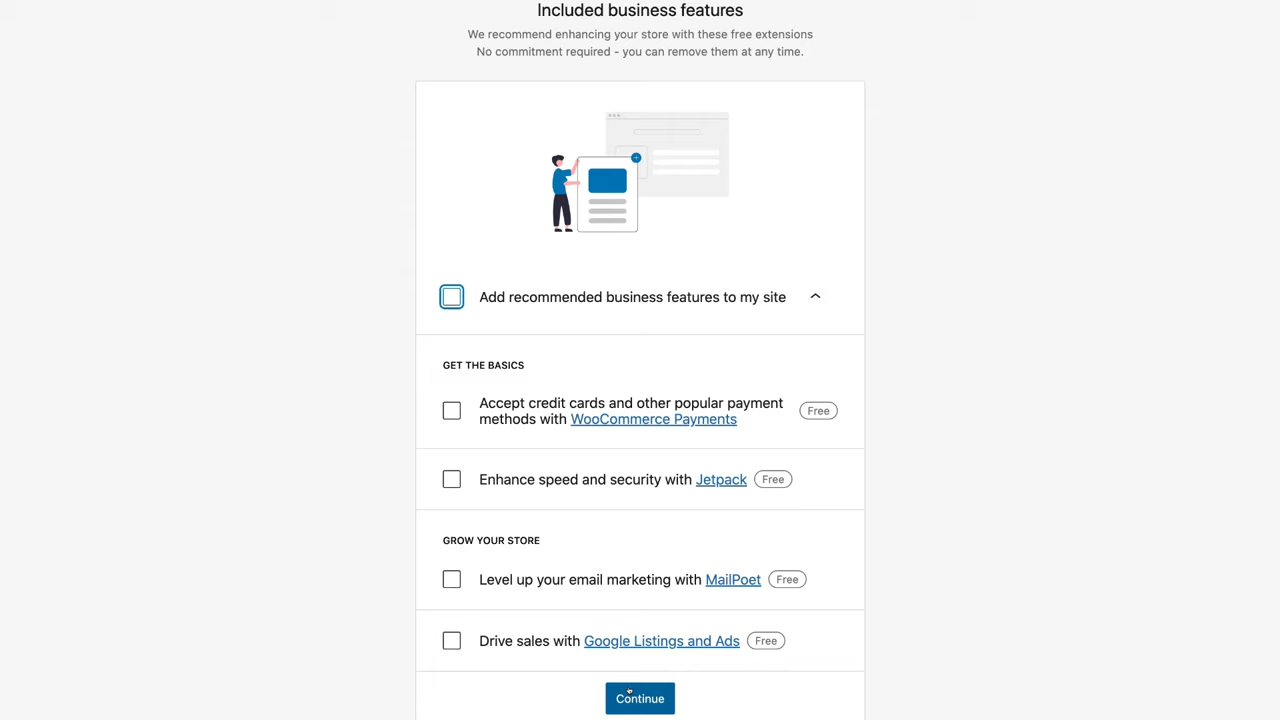 Included business features
We recommend enhancing your store with these free extensions
No commitment required - you can remove them at any time.
Add recommended business features to my site
GET THE BASICS
Accept credit cards and other popular payment
methods with WooCommerce Payments
Free
Enhance speed and security with Jetpack Free
GROW YOUR STORE
Level up your email marketing with MailPoet Free
Drive sales with Google Listings and Ads Free
Continue